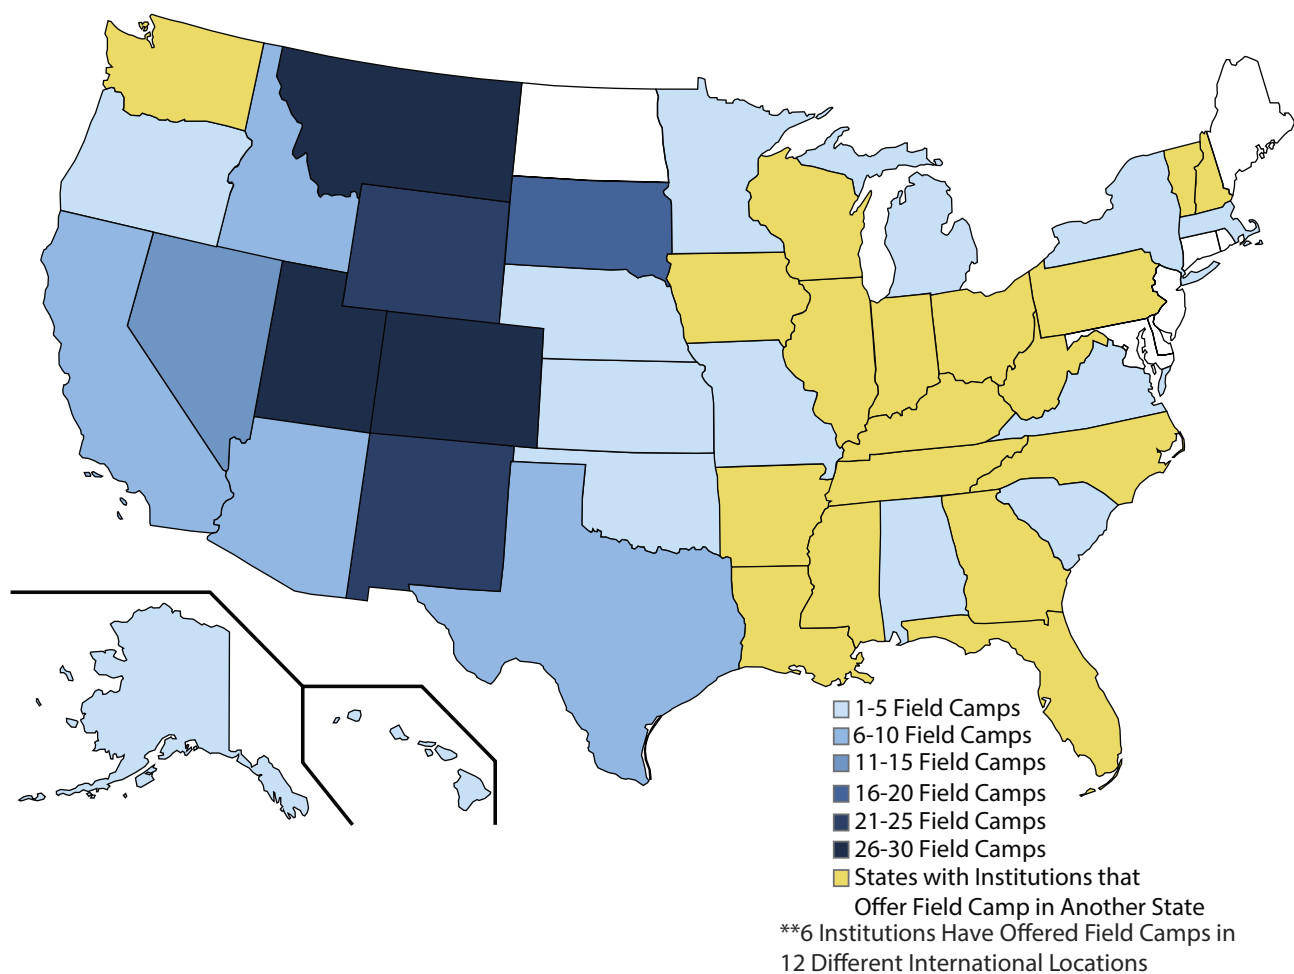 1-5 Field Camps
6-10 Field Camps
11-15 Field Camps
16-20 Field Camps
21-25 Field Camps
26-30 Field Camps
States with Institutions that
Offer Field Camp in Another State
**6 Institutions Have Offered Field Camps in
12 Different International Locations